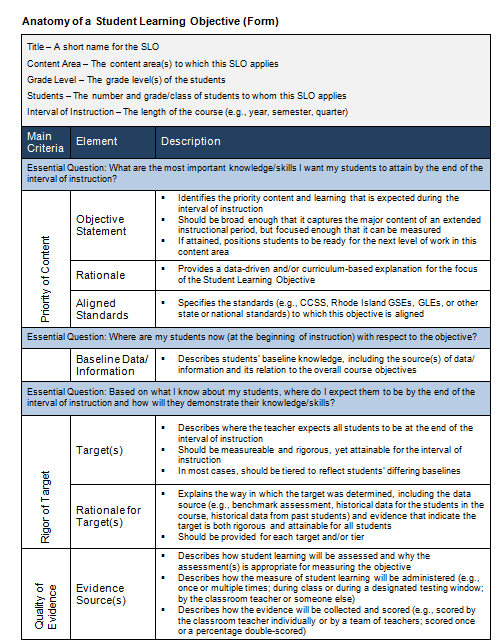 Anatomy of a Student Learning Objective (Form)
Title – A short name for the SLO
Content Area – The content area(s) to which this SLO applies
Grade Level – The grade level(s) of the students
Students – The number and grade/class of students to whom this SLO applies
Interval of Instruction – The length of the course (e.g., year, semester, quarter)
Main
Criteria
Element
Description
Essential Question: What are the most important knowledge/skills I want my students to attain by the end of the
interval of instruction?
Priority of Content
Objective
Statement
▪ Identifies the priority content and learning that is expected during the
interval of instruction
▪ Should be broad enough that it captures the major content of an extended
instructional period, but focused enough that it can be measured
▪ If attained, positions students to be ready for the next level of work in this
content area
Rationale
▪ Provides a data-driven and/or curriculum-based explanation for the focus
of the Student Learning Objective
Aligned
Standards
▪ Specifies the standards (e.g., CCSS, Rhode Island GSEs, GLEs, or other
state or national standards) to which this objective is aligned
Essential Question: Where are my students now (at the beginning of instruction) with respect to the objective?
Baseline Data/
Information
▪ Describes students' baseline knowledge, including the source(s) of data/
information and its relation to the overall course objectives
Essential Question: Based on what I know about my students, where do I expect them to be by the end of the
interval of instruction and how will they demonstrate their knowledge/skills?
Rigor of Target
Target(s)
▪ Describes where the teacher expects all students to be at the end of the
interval of instruction
▪ Should be measureable and rigorous, yet attainable for the interval of
instruction
▪ In most cases, should be tiered to reflect students' differing baselines
Rationale for
Target(s)
▪ Explains the way in which the target was determined, including the data
source (e.g., benchmark assessment, historical data for the students in the
course, historical data from past students) and evidence that indicate the
target is both rigorous and attainable for all students
▪ Should be provided for each target and/or tier
Quality of
Evidence
Evidence
Source(s)
▪ Describes how student learning will be assessed and why the
assessment(s) is appropriate for measuring the objective
▪ Describes how the measure of student learning will be administered (e.g.,
once or multiple times; during class or during a designated testing window;
by the classroom teacher or someone else)
▪ Describes how the evidence will be collected and scored (e.g., scored by
the classroom teacher individually or by a team of teachers; scored once
or a percentage double-scored)